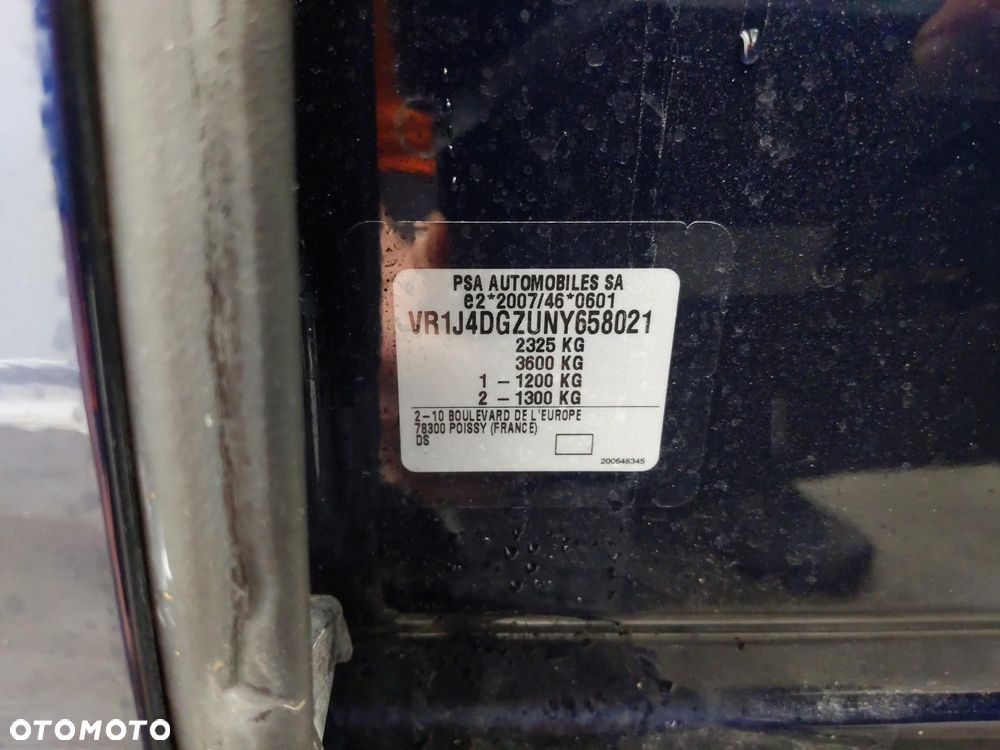 PSA AUTOMOBILES SA
e2*2007/46*0601
VR1J4DGZUNY658021
2325 KG
3600 KG
1 - 1200 KG
2 - 1300 KG
2-10 BOULEVARD DE L'EUROPE
78300 POISSY (FRANCE)
DS
200648345
OTOMOTO